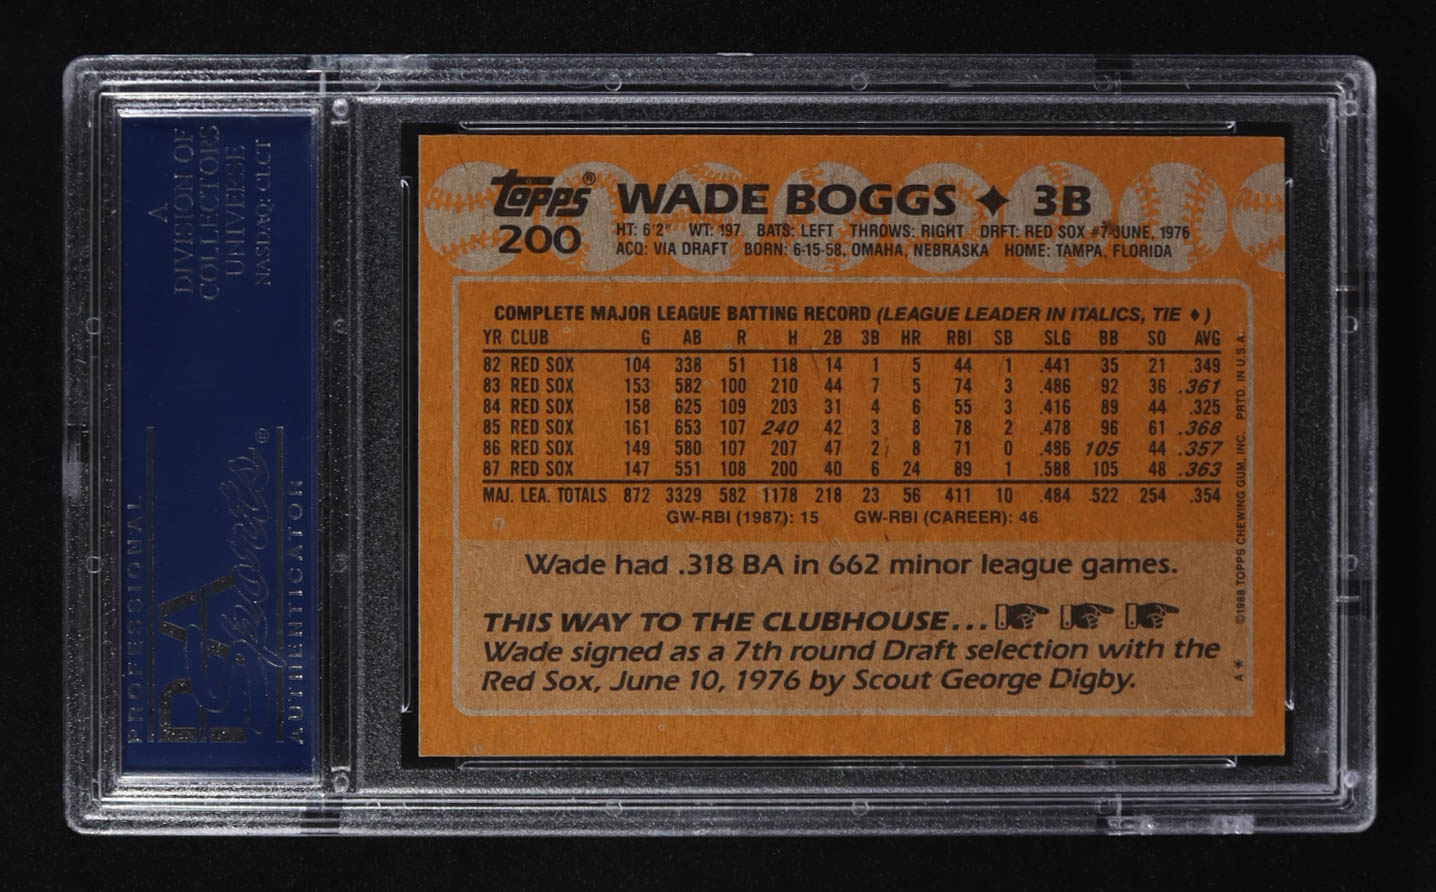 A
DIVISION OF
COLLECTORS
UNIVERSE
NASDAQ: CLCT
PSA
Sports®
PROFESSIONAL
AUTHENTICATOR
Topps® WADE BOGGS ♦ 3B
200
HT: 6'2" WT: 197 BATS: LEFT THROWS: RIGHT DRFT: RED SOX #7-JUNE, 1976
ACQ: VIA DRAFT BORN: 6-15-58, OMAHA, NEBRASKA HOME: TAMPA, FLORIDA
COMPLETE MAJOR LEAGUE BATTING RECORD (LEAGUE LEADER IN ITALICS, TIE ♦)
YR CLUB G AB R H 2B 3B HR RBI SB SLG BB SO AVG
82 RED SOX 104 338 51 118 14 1 5 44 1 .441 35 21 .349
83 RED SOX 153 582 100 210 44 7 5 74 3 .486 92 36 .361
84 RED SOX 158 625 109 203 31 4 6 55 3 .416 89 44 .325
85 RED SOX 161 653 107 240 42 3 8 78 2 .478 96 61 .368
86 RED SOX 149 580 107 207 47 2 8 71 0 .486 105 44 .357
87 RED SOX 147 551 108 200 40 6 24 89 1 .588 105 48 .363
MAJ. LEA. TOTALS 872 3329 582 1178 218 23 56 411 10 .484 522 254 .354
GW-RBI (1987): 15 GW-RBI (CAREER): 46
Wade had .318 BA in 662 minor league games.
THIS WAY TO THE CLUBHOUSE...
Wade signed as a 7th round Draft selection with the
Red Sox, June 10, 1976 by Scout George Digby.
A*
©1988 TOPPS CHEWING GUM, INC. PRTD. IN U.S.A.